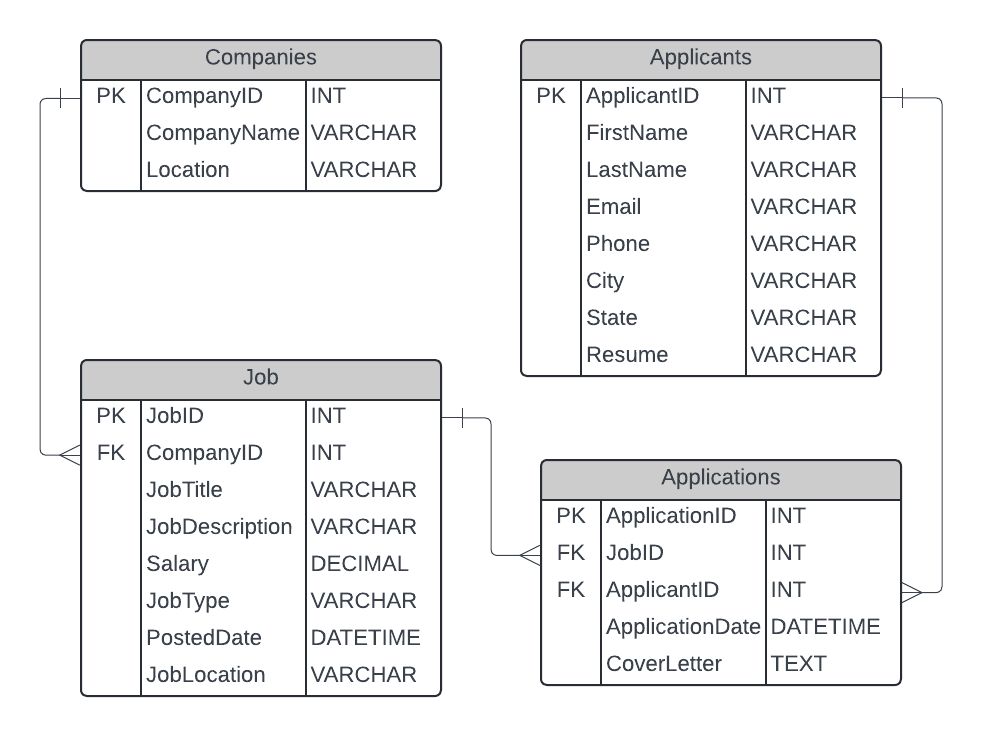 Companies
PK CompanyID INT
CompanyName VARCHAR
Location VARCHAR
Applicants
PK ApplicantID INT
FirstName VARCHAR
LastName VARCHAR
Email VARCHAR
Phone VARCHAR
City VARCHAR
State VARCHAR
Resume VARCHAR
Job
PK JobID INT
FK CompanyID INT
JobTitle VARCHAR
JobDescription VARCHAR
Salary DECIMAL
JobType VARCHAR
PostedDate DATETIME
JobLocation VARCHAR
Applications
PK ApplicationID INT
FK JobID INT
FK ApplicantID INT
ApplicationDate DATETIME
CoverLetter TEXT